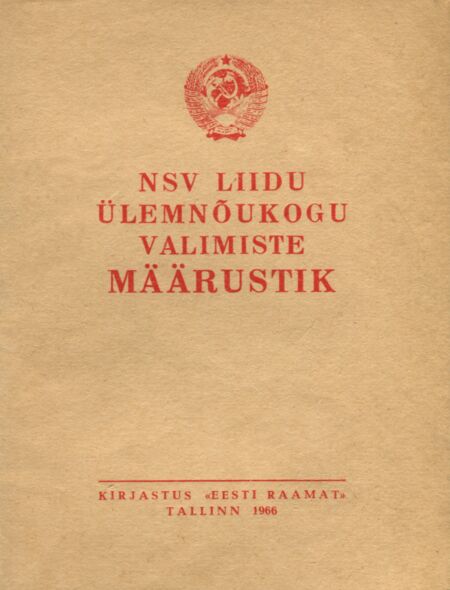 NSV LIIDU
ÜLEMNÕUKOGU
VALIMISTE
MÄÄRUSTIK
KIRJASTUS «EESTI RAAMAT»
TALLINN 1966